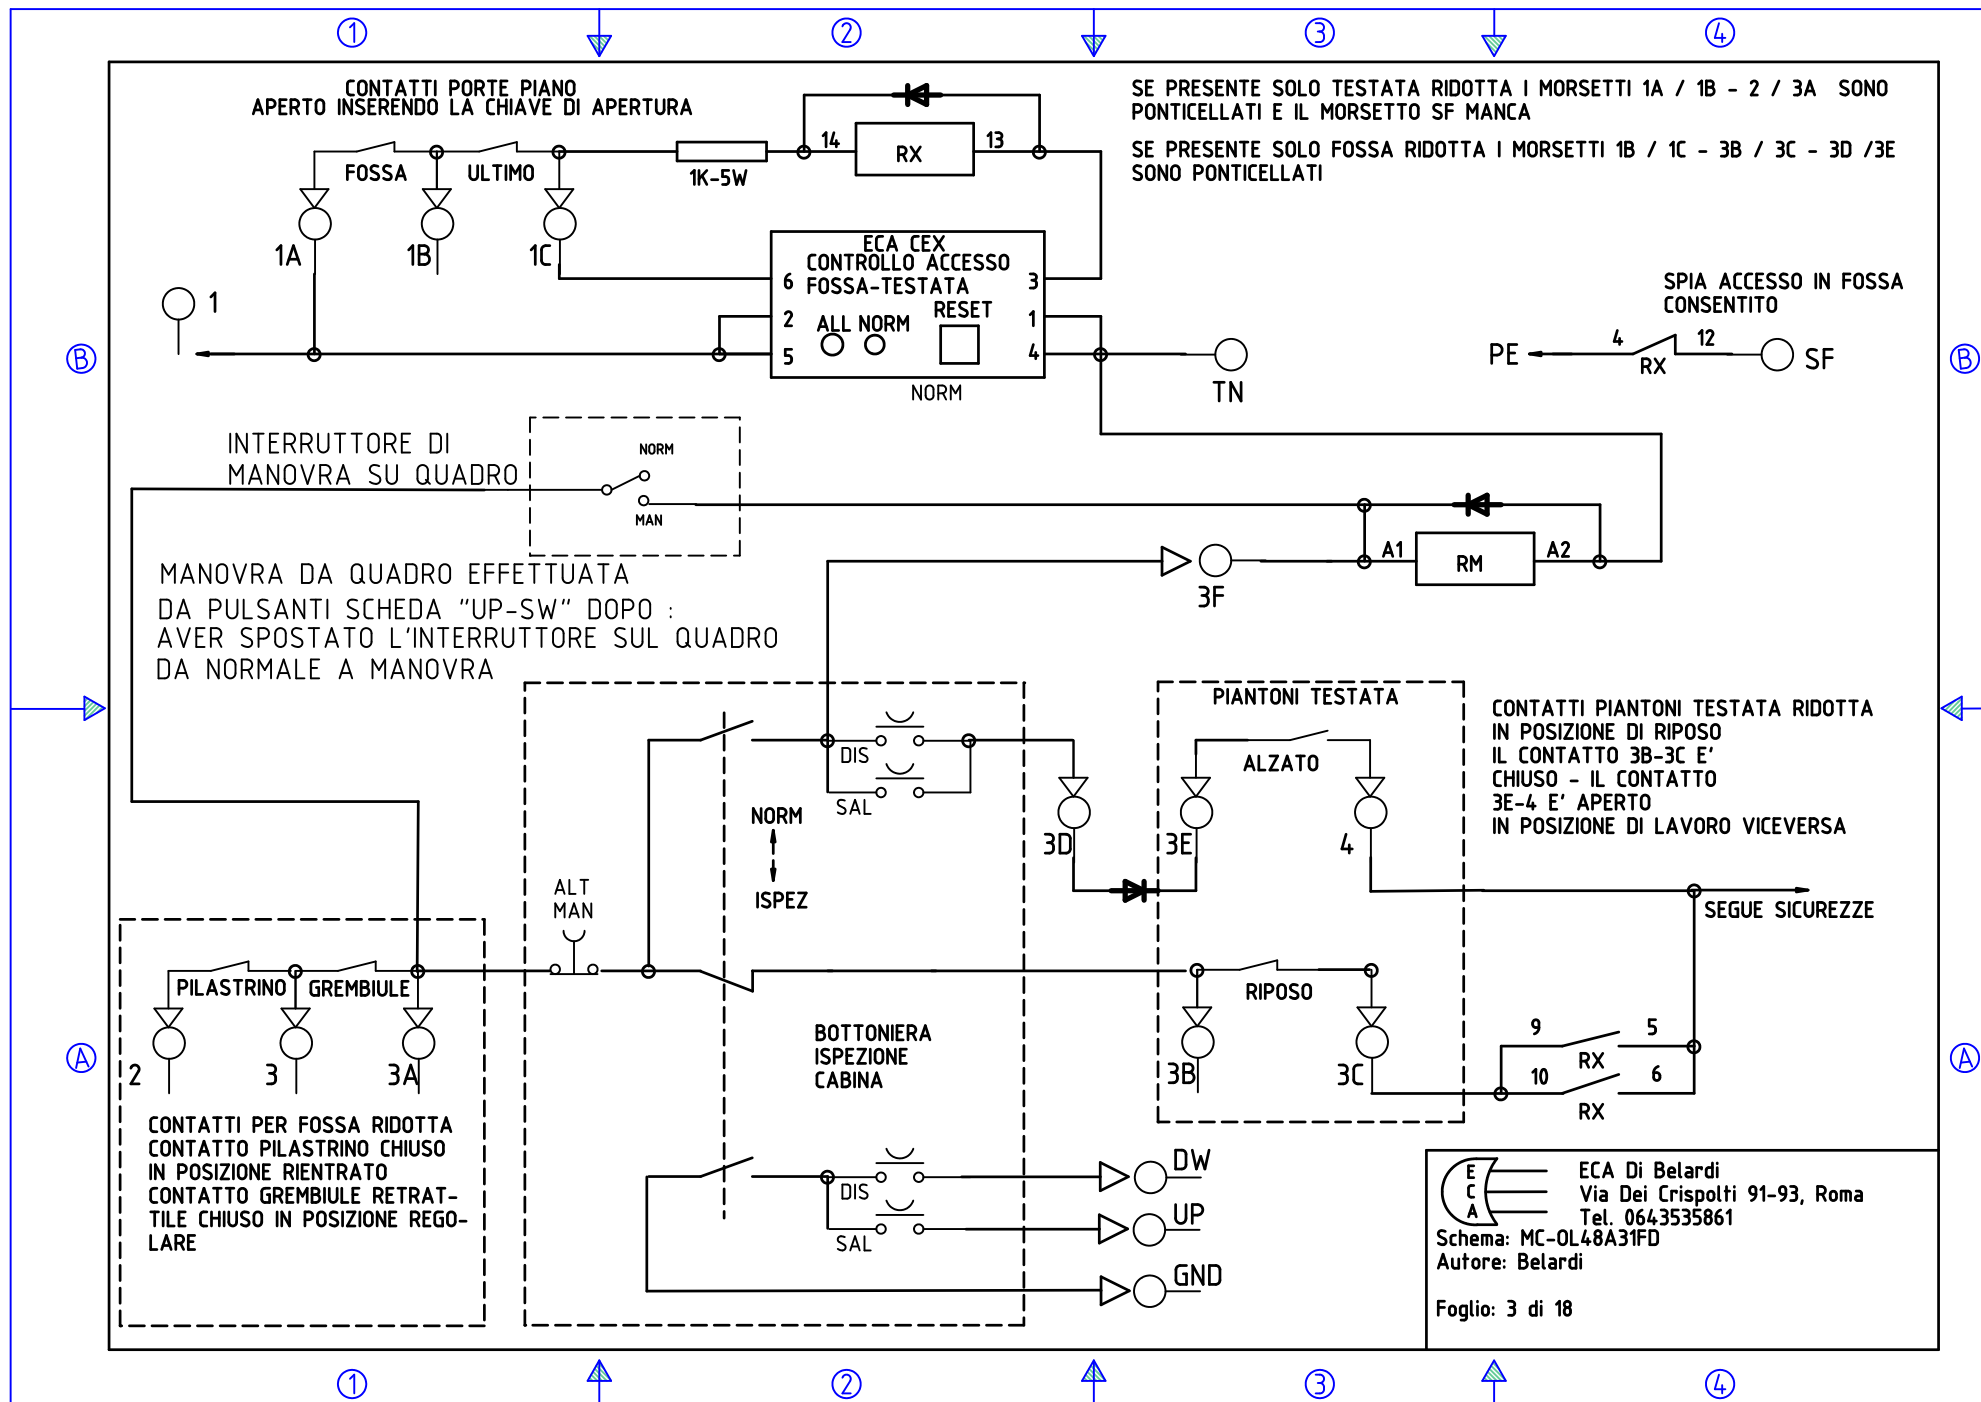 1
2
3
4
CONTATTI PORTE PIANO
APERTO INSERENDO LA CHIAVE DI APERTURA
SE PRESENTE SOLO TESTATA RIDOTTA I MORSETTI 1A / 1B - 2 / 3A SONO
PONTICELLATI E IL MORSETTO SF MANCA
SE PRESENTE SOLO FOSSA RIDOTTA I MORSETTI 1B / 1C - 3B / 3C - 3D /3E
SONO PONTICELLATI
FOSSA
ULTIMO
1K-5W
14
RX
13
1A
1B
1C
1
ECA CEX
CONTROLLO ACCESSO
FOSSA-TESTATA
RESET
ALL NORM
6
2
5
3
1
4
NORM
TN
SPIA ACCESSO IN FOSSA
CONSENTITO
PE
4
RX
12
SF
B
B
INTERRUTTORE DI
MANOVRA SU QUADRO
NORM
MAN
A1
RM
A2
3F
MANOVRA DA QUADRO EFFETTUATA
DA PULSANTI SCHEDA "UP-SW" DOPO :
AVER SPOSTATO L'INTERRUTTORE SUL QUADRO
DA NORMALE A MANOVRA
PIANTONI TESTATA
ALZATO
CONTATTI PIANTONI TESTATA RIDOTTA
IN POSIZIONE DI RIPOSO
IL CONTATTO 3B-3C E'
CHIUSO - IL CONTATTO
3E-4 E' APERTO
IN POSIZIONE DI LAVORO VICEVERSA
DIS
SAL
NORM
ISPEZ
3D
3E
4
SEGUE SICUREZZE
ALT
MAN
PILASTRINO
GREMBIULE
2
3
3A
RIPOSO
3B
3C
9
RX
5
10
RX
6
A
A
BOTTONIERA
ISPEZIONE
CABINA
CONTATTI PER FOSSA RIDOTTA
CONTATTO PILASTRINO CHIUSO
IN POSIZIONE RIENTRATO
CONTATTO GREMBIULE RETRAT-
TILE CHIUSO IN POSIZIONE REGO-
LARE
DIS
SAL
DW
UP
GND
E
C
A
ECA Di Belardi
Via Dei Crispolti 91-93, Roma
Tel. 0643535861
Schema: MC-OL48A31FD
Autore: Belardi
Foglio: 3 di 18
1
2
3
4